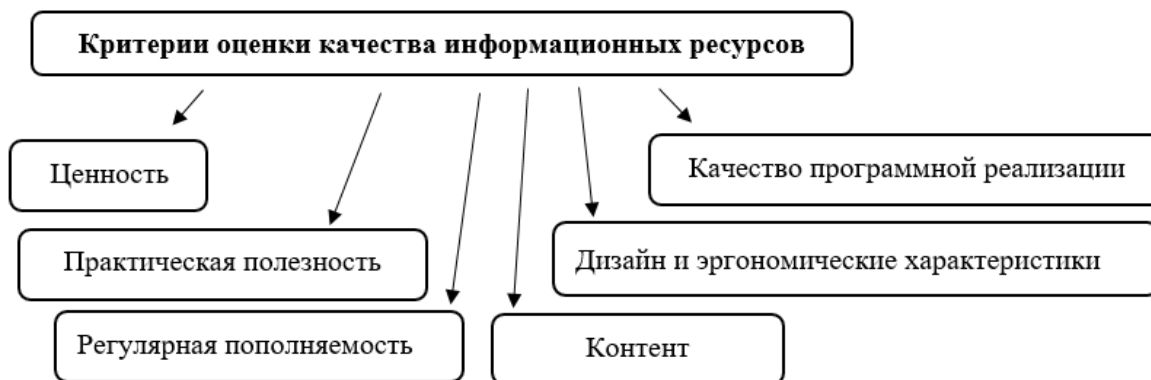 Критерии оценки качества информационных ресурсов
Ценность
Качество программной реализации
Практическая полезность
Дизайн и эргономические характеристики
Регулярная пополняемость
Контент